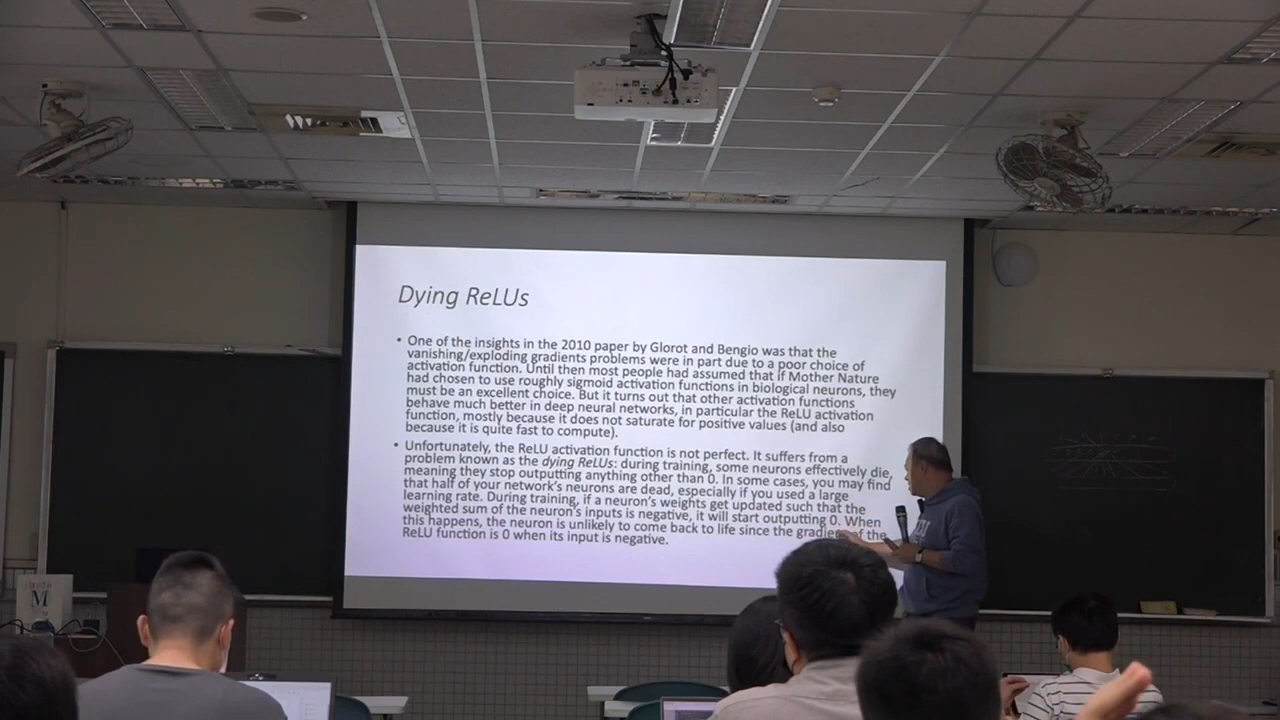 Dying ReLUs
• One of the insights in the 2010 paper by Glorot and Bengio was that the
vanishing/exploding gradients problems were in part due to a poor choice of
activation function. Until then most people had assumed that if Mother Nature
had chosen to use roughly sigmoid activation functions in biological neurons, they
must be an excellent choice. But it turns out that other activation functions
behave much better in deep neural networks, in particular the ReLU activation
function, mostly because it does not saturate for positive values (and also
because it is quite fast to compute).
• Unfortunately, the ReLU activation function is not perfect. It suffers from a
problem known as the dying ReLUs: during training, some neurons effectively die,
meaning they stop outputting anything other than 0. In some cases, you may find
that half of your network's neurons are dead, especially if you used a large
learning rate. During training, if a neuron's weights get updated such that the
weighted sum of the neuron's inputs is negative, it will start outputting 0. When
this happens, the neuron is unlikely to come back to life since the gradient of the
ReLU function is 0 when its input is negative.
M